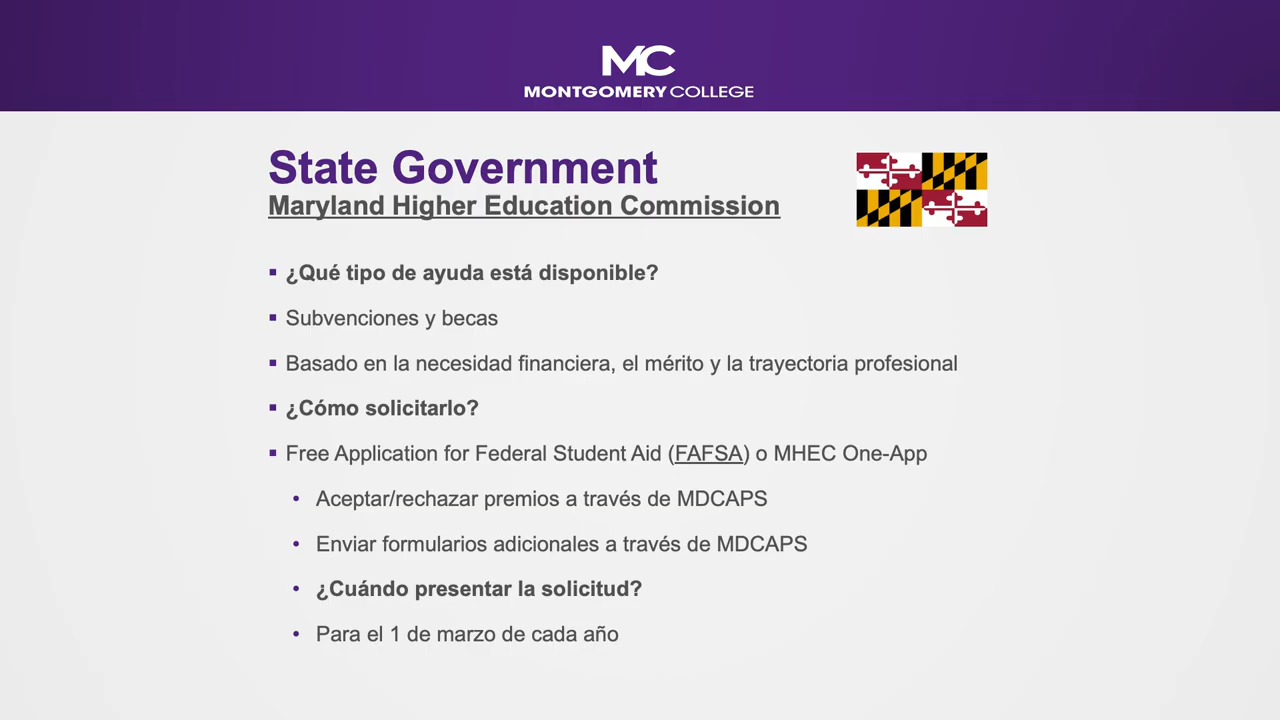 MC
MONTGOMERY COLLEGE
State Government
Maryland Higher Education Commission
¿Qué tipo de ayuda está disponible?
Subvenciones y becas
Basado en la necesidad financiera, el mérito y la trayectoria profesional
¿Cómo solicitarlo?
Free Application for Federal Student Aid (FAFSA) o MHEC One-App
Aceptar/rechazar premios a través de MDCAPS
Enviar formularios adicionales a través de MDCAPS
¿Cuándo presentar la solicitud?
Para el 1 de marzo de cada año